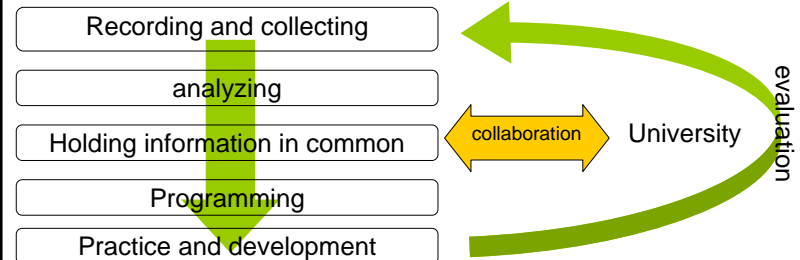 Recording and collecting
analyzing
Holding information in common
collaboration
University
evaluation
Programming
Practice and development